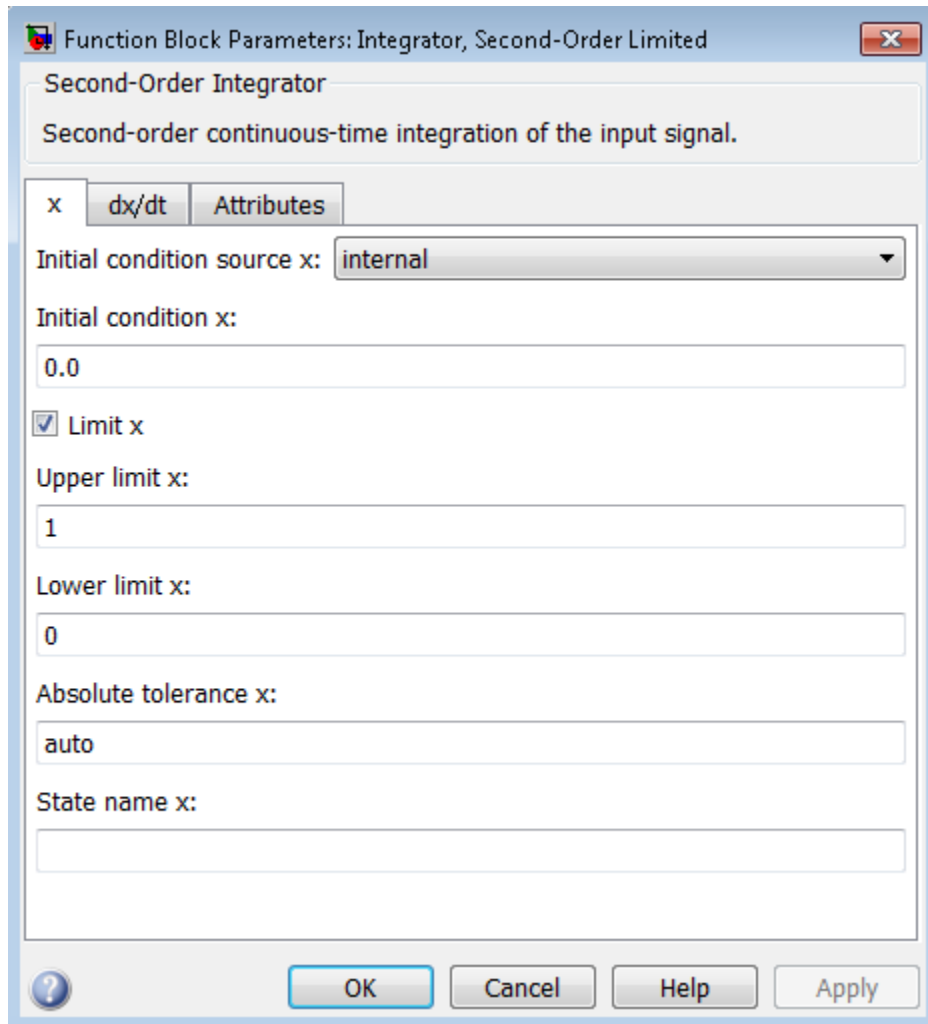 Function Block Parameters: Integrator, Second-Order Limited
Second-Order Integrator
Second-order continuous-time integration of the input signal.
x dx/dt Attributes
Initial condition source x: internal
Initial condition x:
0.0
Limit x
Upper limit x:
1
Lower limit x:
0
Absolute tolerance x:
auto
State name x:
? OK Cancel Help Apply